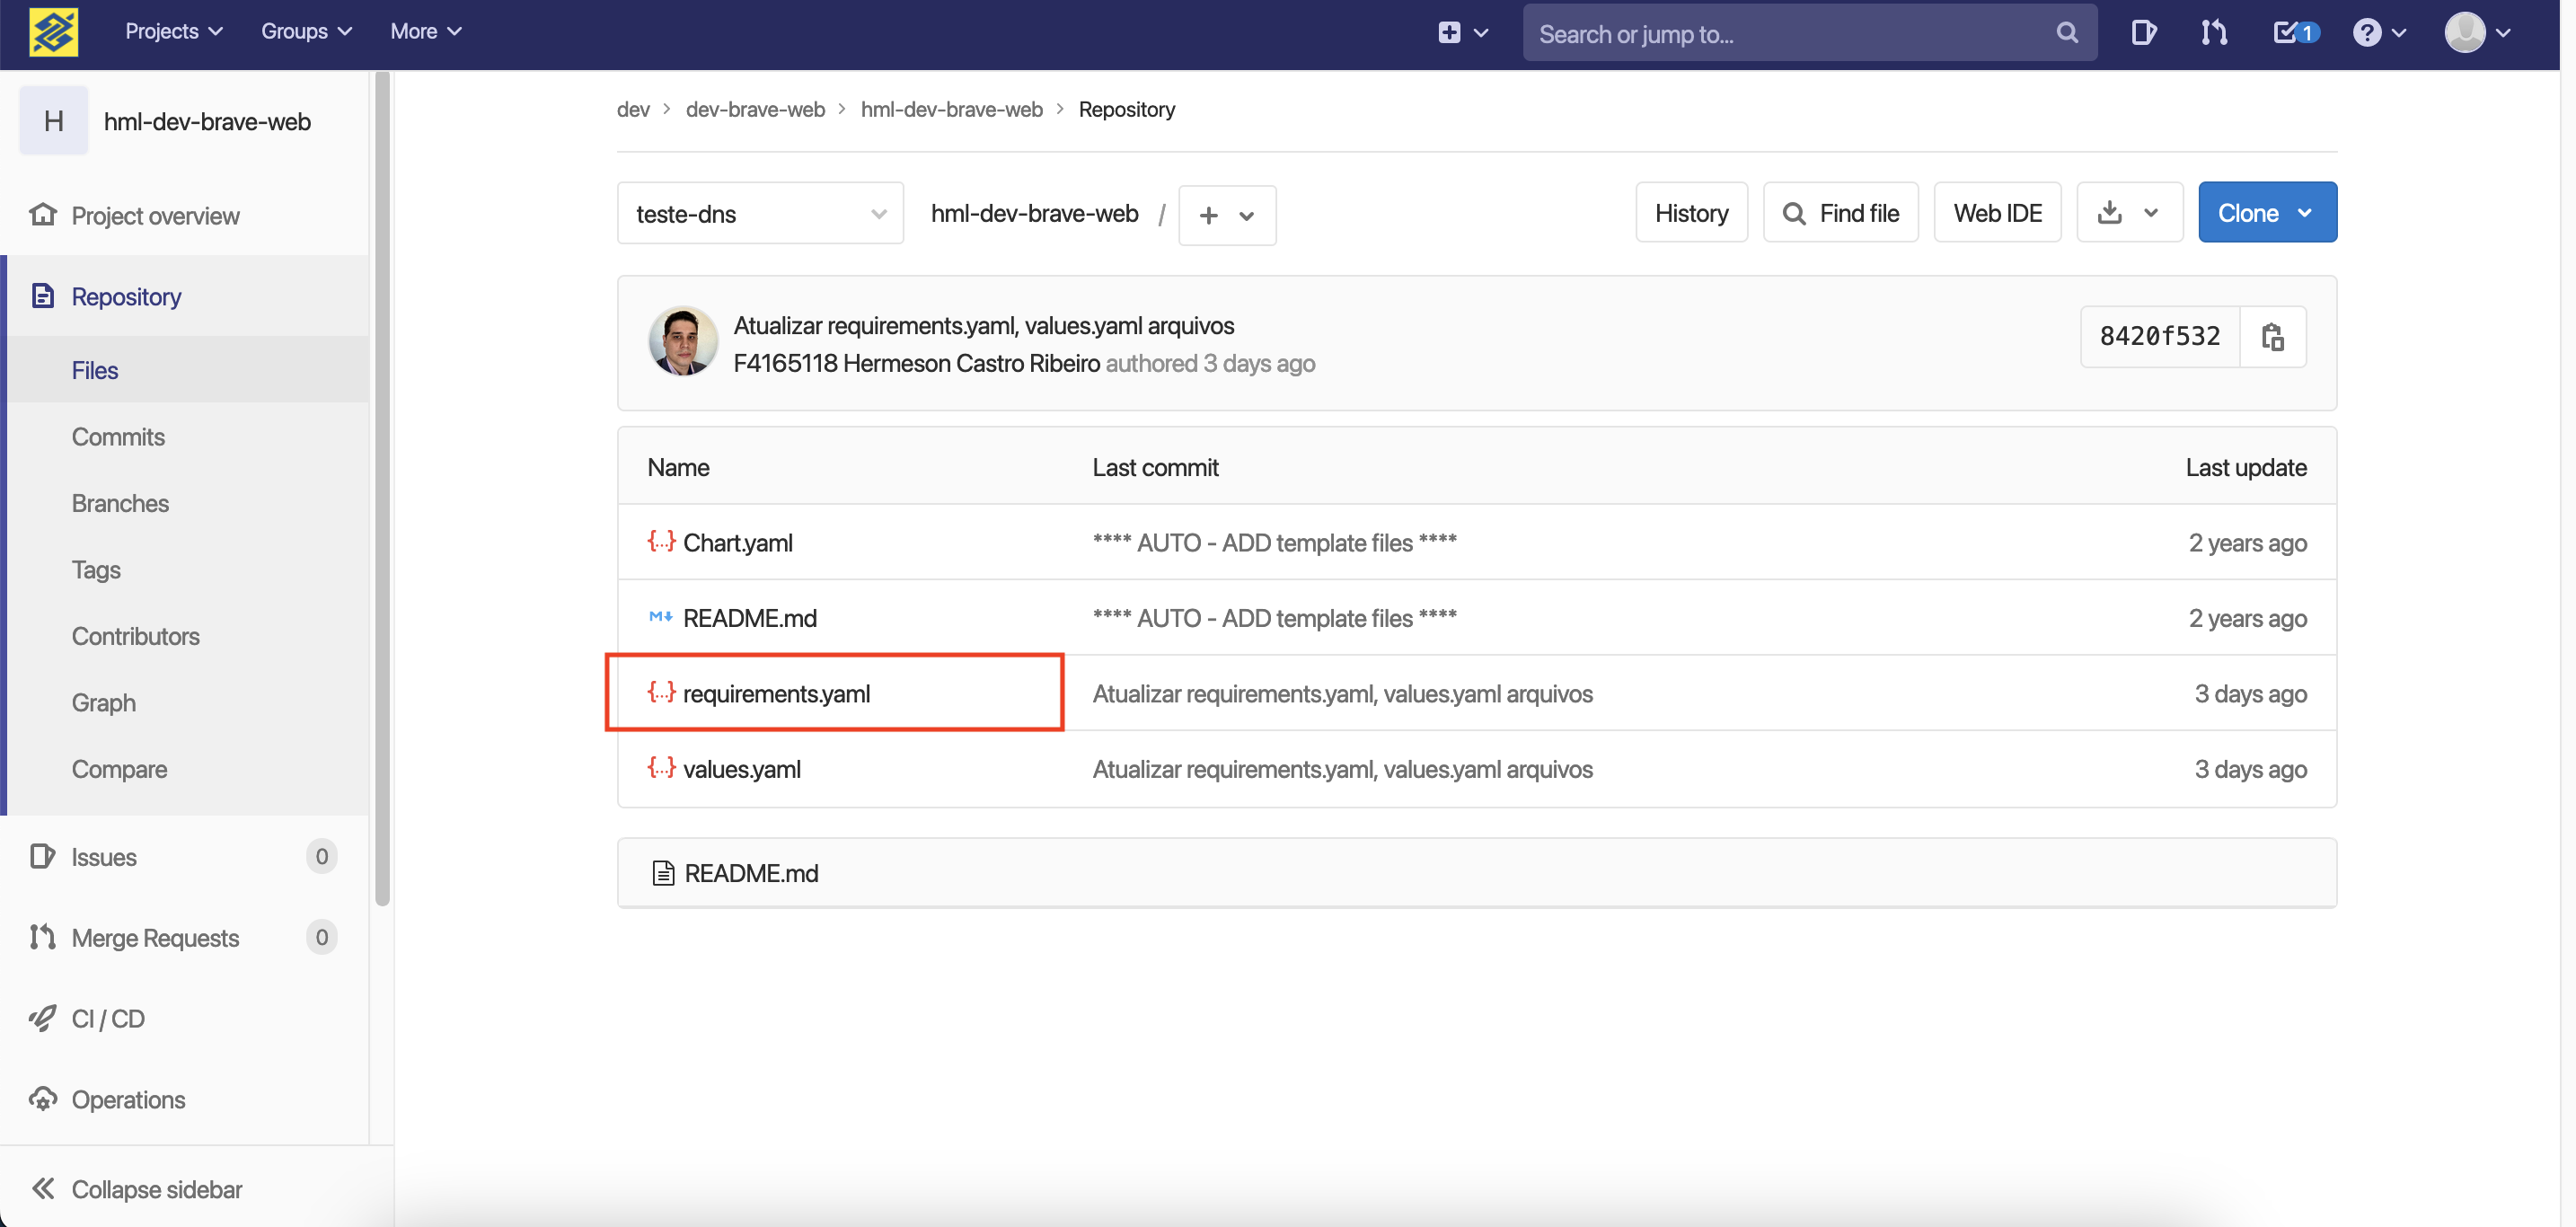 Projects Groups More Search or jump to... 1
H hml-dev-brave-web
Project overview
Repository
Files
Commits
Branches
Tags
Contributors
Graph
Compare
Issues 0
Merge Requests 0
CI / CD
Operations
Collapse sidebar
dev > dev-brave-web > hml-dev-brave-web > Repository
teste-dns hml-dev-brave-web / + History Find file Web IDE Clone
Atualizar requirements.yaml, values.yaml arquivos
F4165118 Hermeson Castro Ribeiro authored 3 days ago
8420f532
Name Last commit Last update
Chart.yaml **** AUTO - ADD template files **** 2 years ago
README.md **** AUTO - ADD template files **** 2 years ago
requirements.yaml Atualizar requirements.yaml, values.yaml arquivos 3 days ago
values.yaml Atualizar requirements.yaml, values.yaml arquivos 3 days ago
README.md